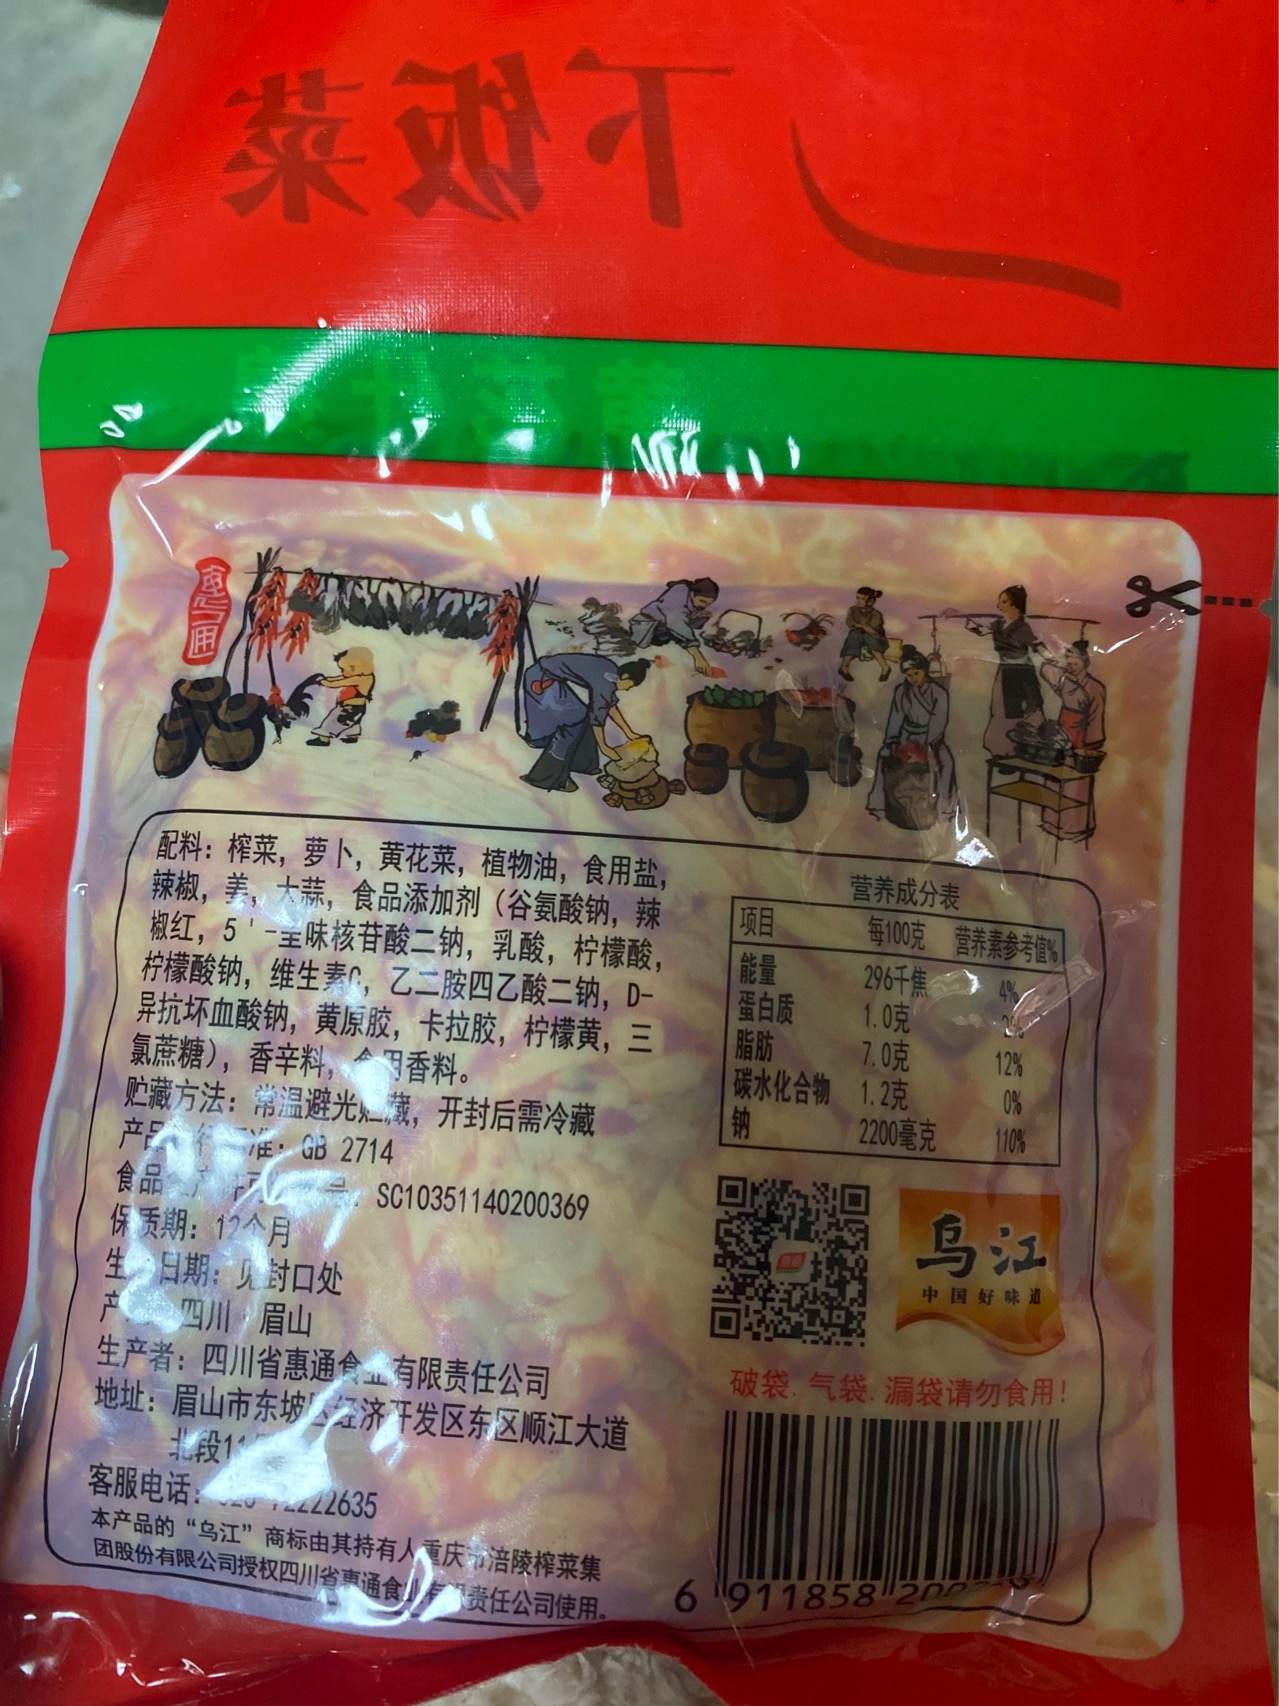 下饭菜
惠通
配料：榨菜，萝卜，黄花菜，植物油，食用盐，
辣椒，姜，大蒜，食品添加剂（谷氨酸钠，辣
椒红，5'-呈味核苷酸二钠，乳酸，柠檬酸，
柠檬酸钠，维生素C，乙二胺四乙酸二钠，D-
异抗坏血酸钠，黄原胶，卡拉胶，柠檬黄，三
氯蔗糖），香辛料，食用香料。
贮藏方法：常温避光贮藏，开封后需冷藏
产品 准：GB 2714
食品 SC10351140200369
保质期：12个月
生 日期：见封口处
产 四川 眉山
生产者：四川省惠通食业有限责任公司
地址：眉山市东坡区经济开发区东区顺江大道
北段
客服电话： 2635
本产品的“乌江”商标由其持有人重庆市涪陵榨菜集
团股份有限公司授权四川省惠通食业有限责任公司使用。
营养成分表
项目 每100克 营养素参考值%
能量 296千焦 4%
蛋白质 1.0克 2%
脂肪 7.0克 12%
碳水化合物 1.2克 0%
钠 2200毫克 110%
乌江
中国好味道
破袋.气袋.漏袋请勿食用！
6 911858